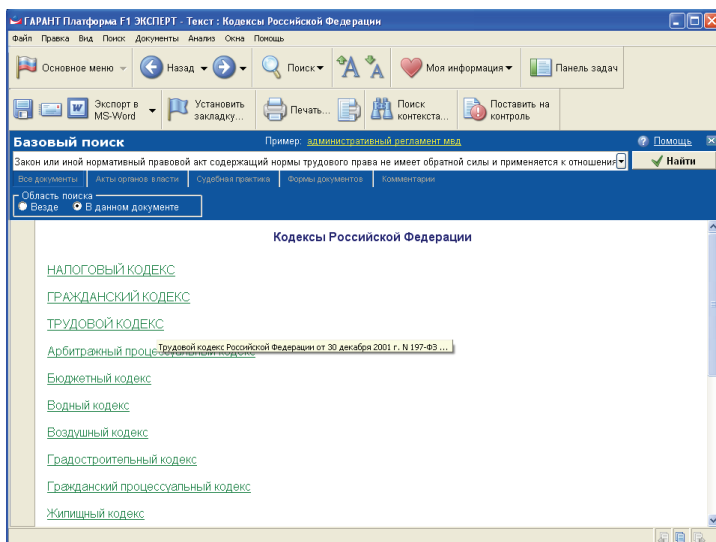 ГАРАНТ Платформа F1 ЭКСПЕРТ - Текст : Кодексы Российской Федерации
Файл Правка Вид Поиск Документы Анализ Окна Помощь
Основное меню Назад Поиск Моя информация Панель задач
Экспорт в MS-Word Установить закладку... Печать... Поиск контекста... Поставить на контроль
Базовый поиск Пример: административный регламент мвд Помощь
Закон или иной нормативный правовой акт содержащий нормы трудового права не имеет обратной силы и применяется к отношения Найти
Все документы Акты органов власти Судебная практика Формы документов Комментарии
Область поиска
Везде В данном документе
Кодексы Российской Федерации
НАЛОГОВЫЙ КОДЕКС
ГРАЖДАНСКИЙ КОДЕКС
ТРУДОВОЙ КОДЕКС
Трудовой кодекс Российской Федерации от 30 декабря 2001 г. N 197-ФЗ ...
Арбитражный процессуальный кодекс
Бюджетный кодекс
Водный кодекс
Воздушный кодекс
Градостроительный кодекс
Гражданский процессуальный кодекс
Жилищный кодекс